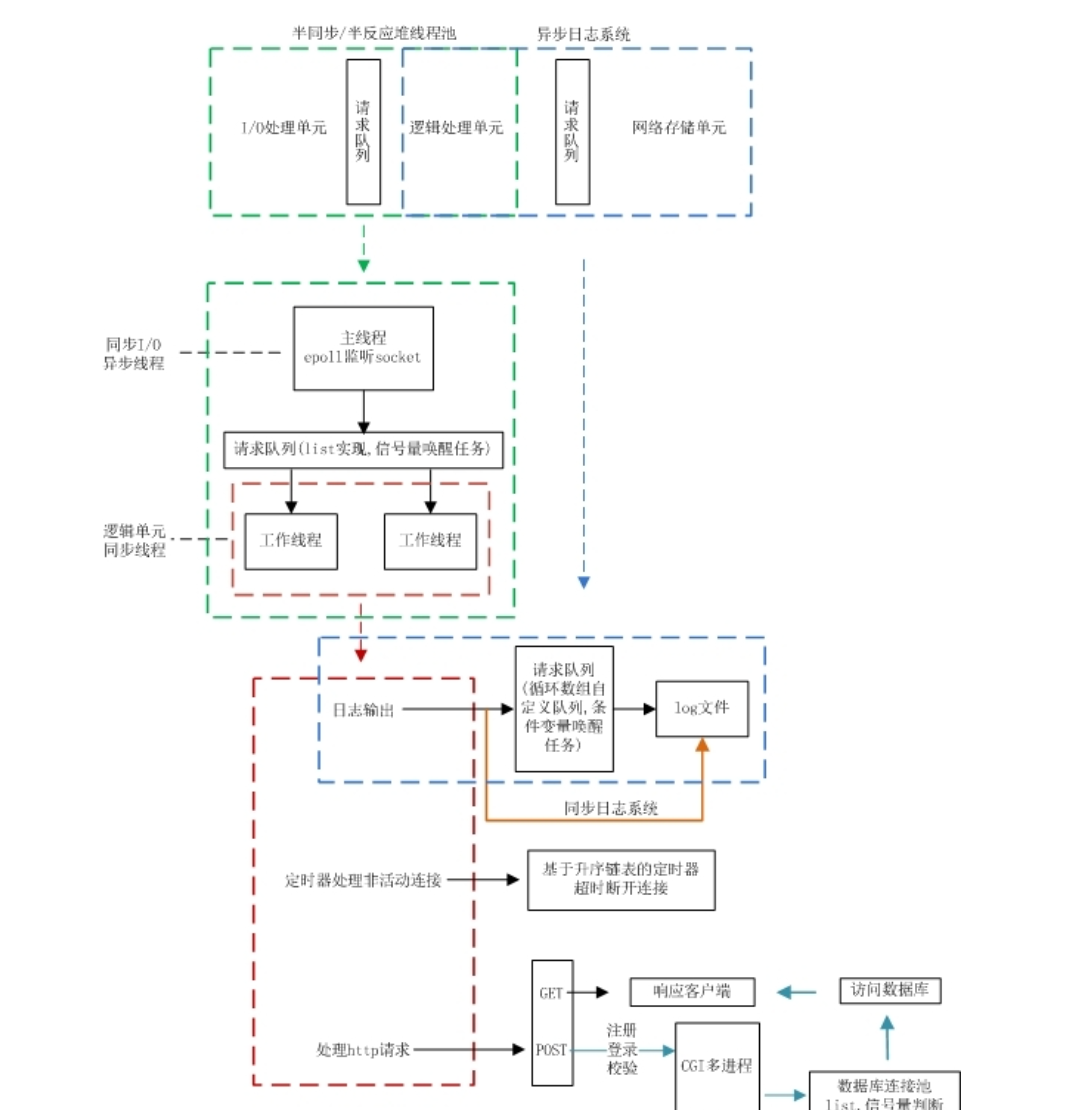 半同步/半反应堆线程池
异步日志系统
I/O处理单元
请
求
队
列
逻辑处理单元
请
求
队
列
网络存储单元
主线程
epoll监听socket
同步I/O
异步线程
请求队列(list实现,信号量唤醒任务)
逻辑单元
同步线程
工作线程
工作线程
日志输出
请求队列
(循环数组自
定义队列,条
件变量唤醒
任务)
log文件
同步日志系统
定时器处理非活动连接
基于升序链表的定时器
超时断开连接
GET
响应客户端
访问数据库
处理http请求
POST
注册
登录
校验
CGI多进程
数据库连接池
list,信号量判断